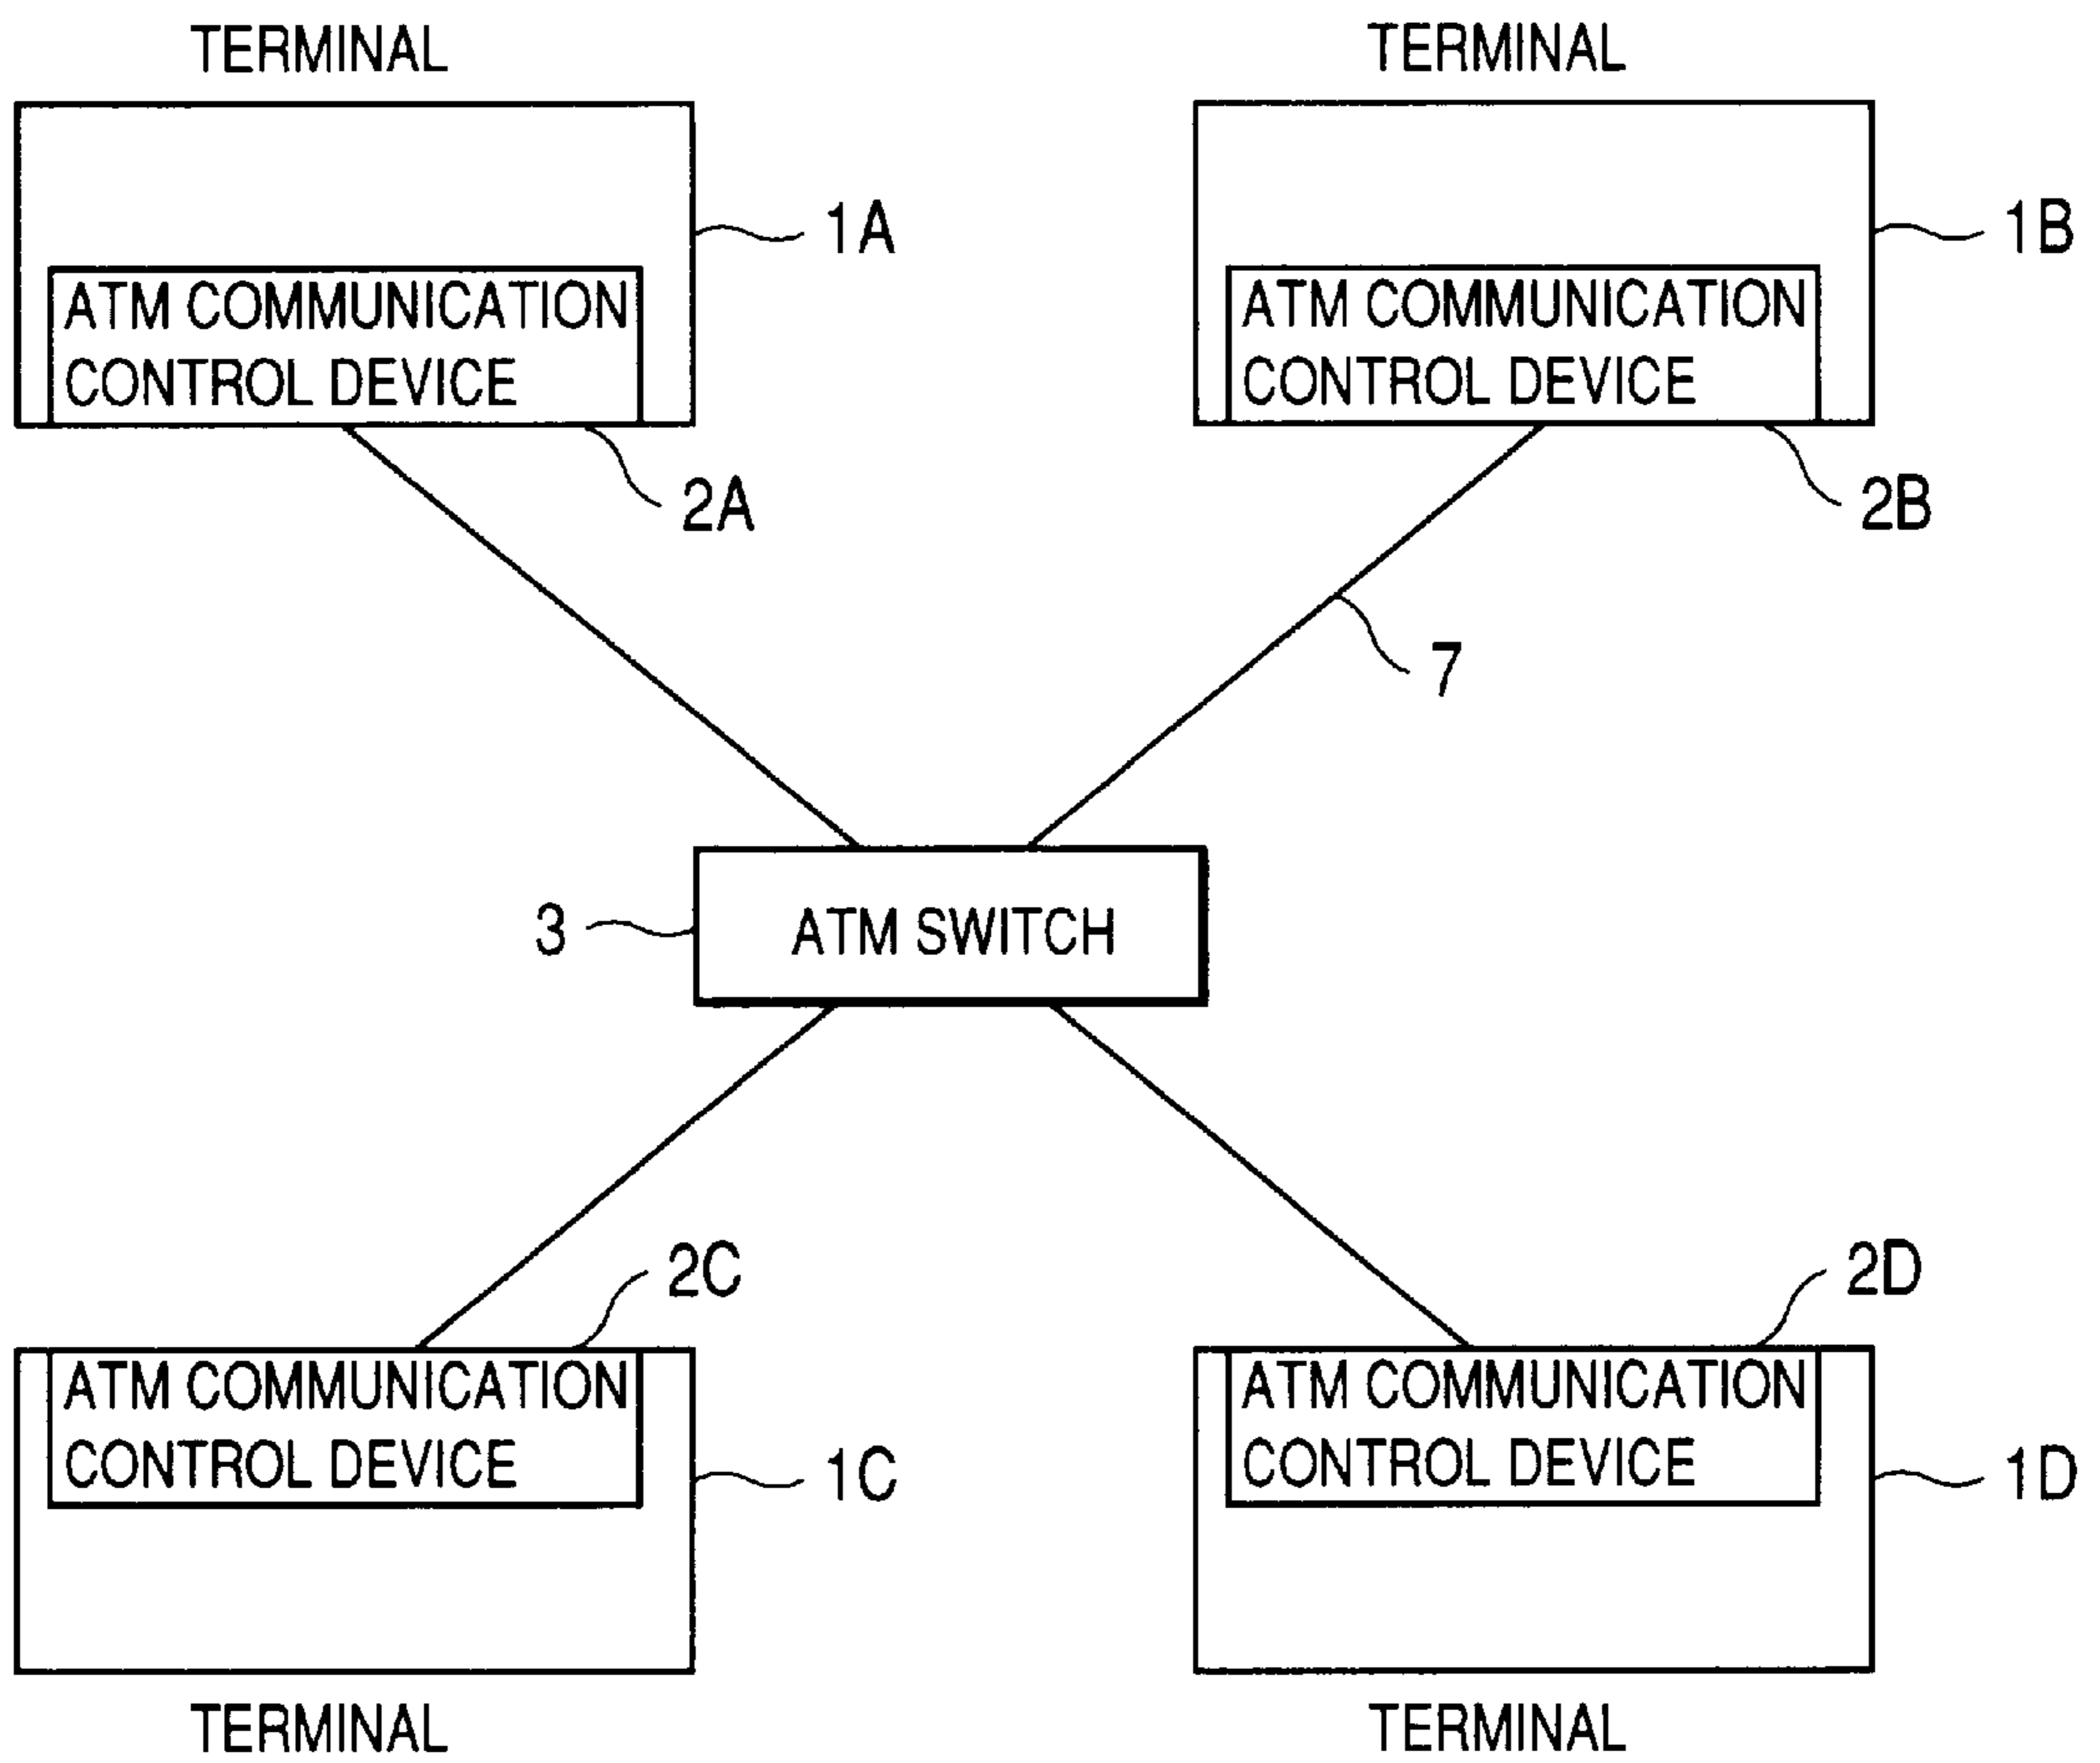 TERMINAL
TERMINAL
1A
1B
ATM COMMUNICATION
CONTROL DEVICE
ATM COMMUNICATION
CONTROL DEVICE
2A
2B
7
3
ATM SWITCH
2C
2D
ATM COMMUNICATION
CONTROL DEVICE
ATM COMMUNICATION
CONTROL DEVICE
1C
1D
TERMINAL
TERMINAL